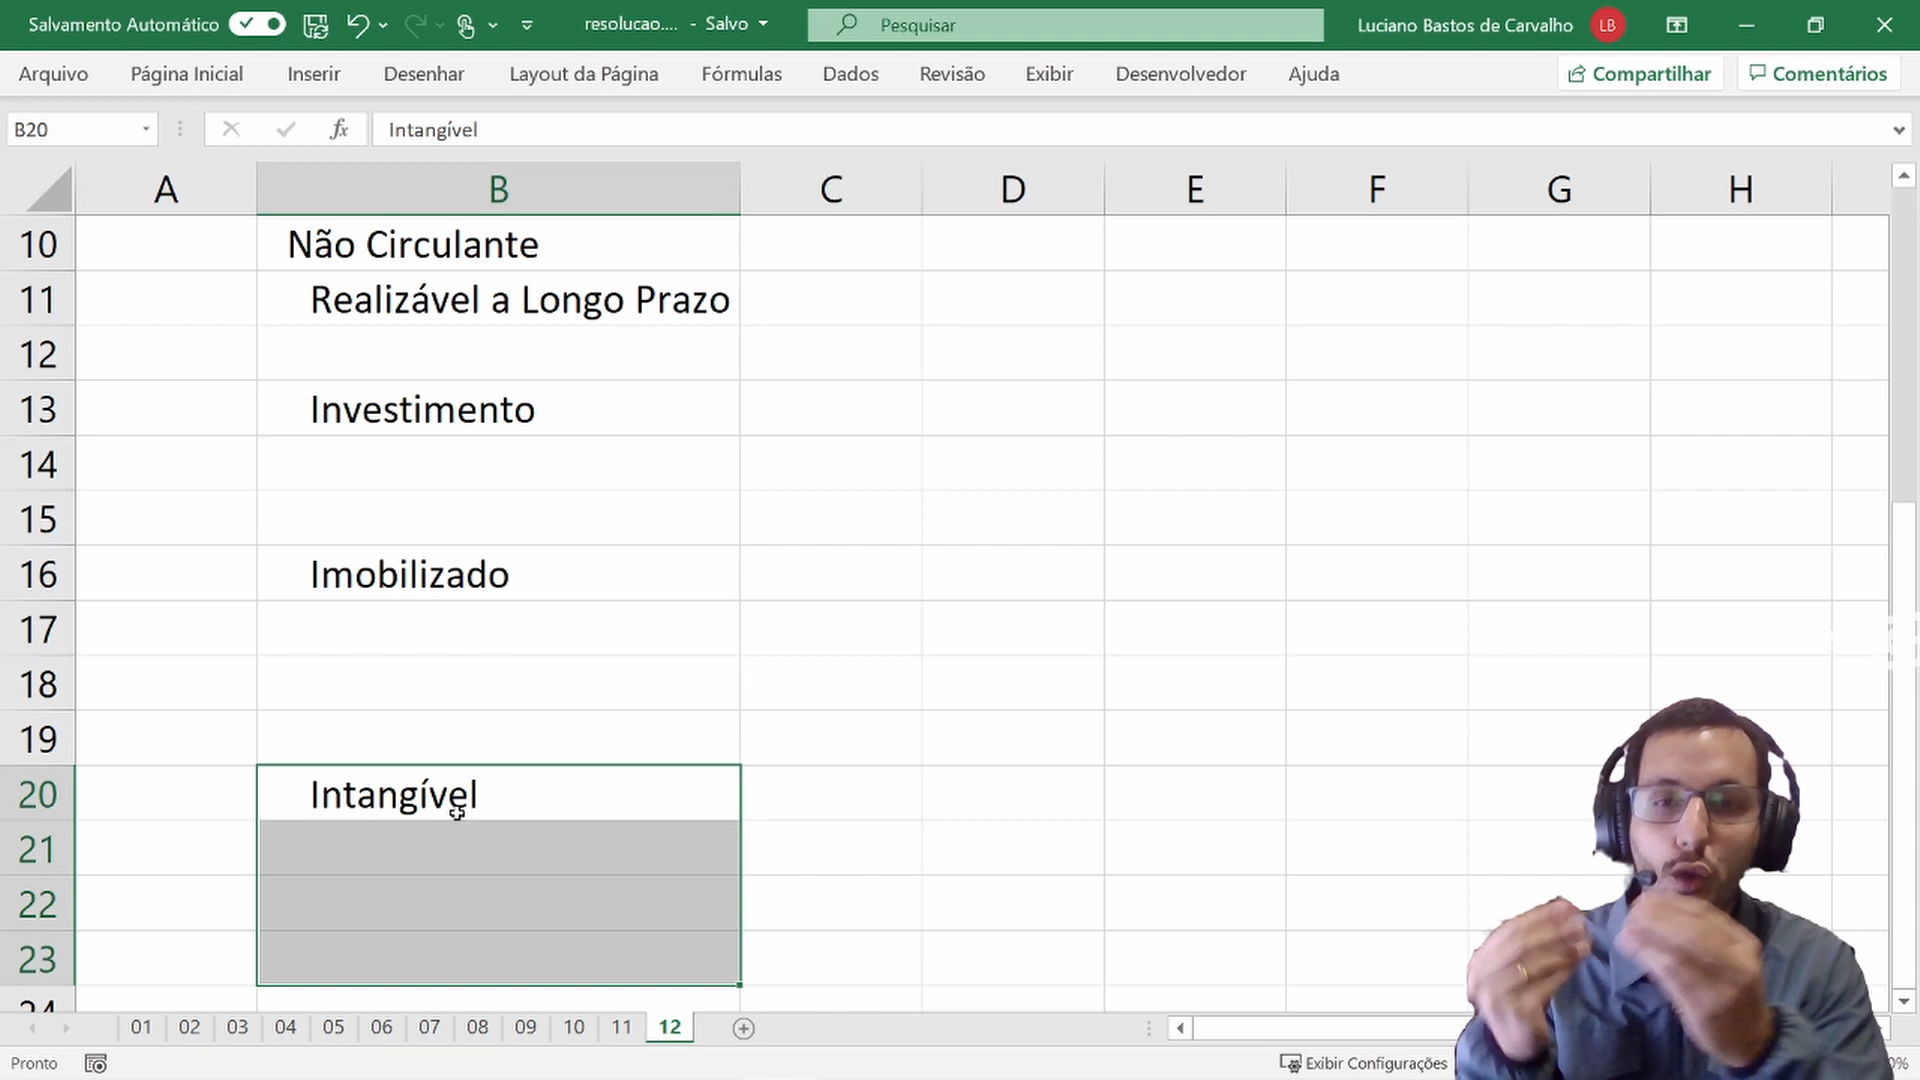 Salvamento Automático
resolucao.... - Salvo
Pesquisar
Luciano Bastos de Carvalho
LB
Arquivo
Página Inicial
Inserir
Desenhar
Layout da Página
Fórmulas
Dados
Revisão
Exibir
Desenvolvedor
Ajuda
Compartilhar
Comentários
B20
fx
Intangível
A B C D E F G H
10 Não Circulante
11 Realizável a Longo Prazo
12
13 Investimento
14
15
16 Imobilizado
17
18
19
20 Intangível
21
22
23
24
01 02 03 04 05 06 07 08 09 10 11 12
Pronto
Exibir Configurações